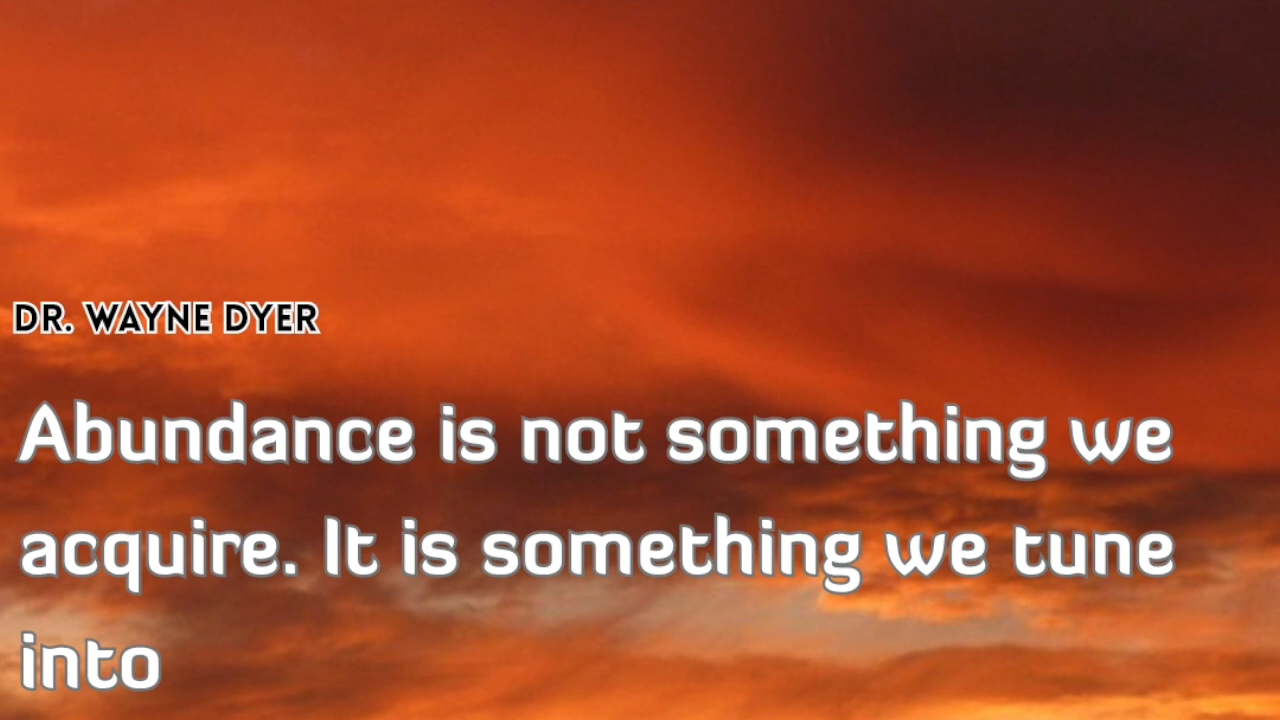 DR. WAYNE DYER
Abundance is not something we
acquire. It is something we tune
into